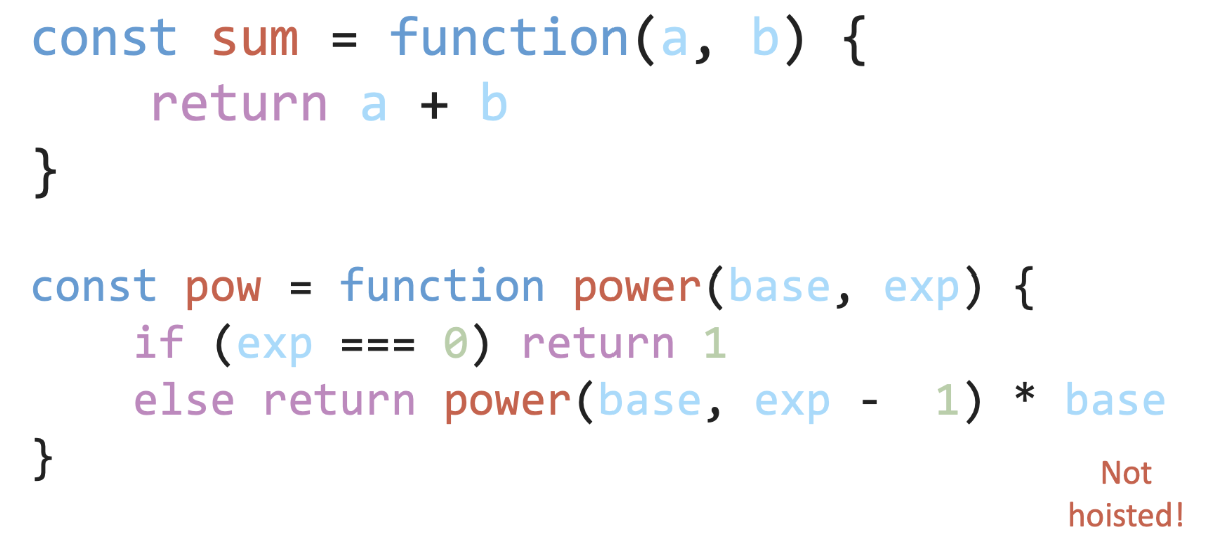 const sum = function(a, b) {
    return a + b
}
const pow = function power(base, exp) {
    if (exp === 0) return 1
    else return power(base, exp -  1) * base
}
Not
hoisted!